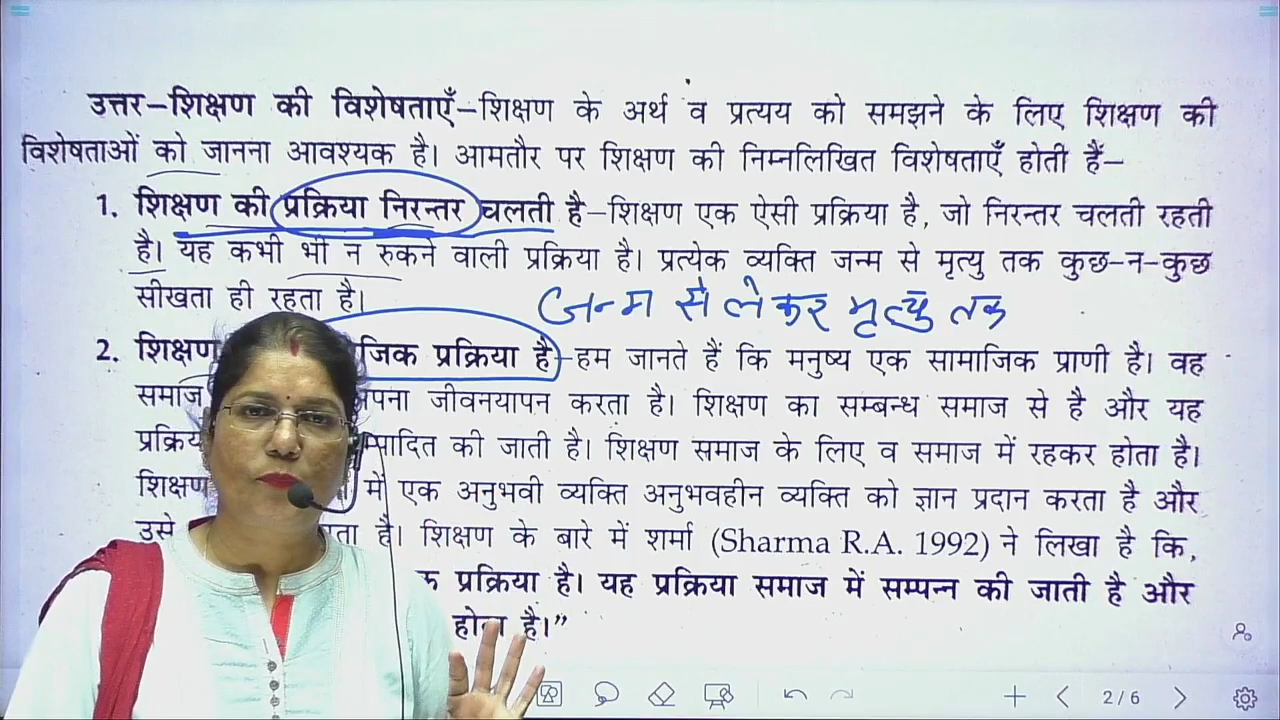 उत्तर–शिक्षण की विशेषताएँ–शिक्षण के अर्थ व प्रत्यय को समझने के लिए शिक्षण की
विशेषताओं को जानना आवश्यक है। आमतौर पर शिक्षण की निम्नलिखित विशेषताएँ होती हैं–
1. शिक्षण की प्रक्रिया निरन्तर चलती है–शिक्षण एक ऐसी प्रक्रिया है, जो निरन्तर चलती रहती
है। यह कभी भी न रुकने वाली प्रक्रिया है। प्रत्येक व्यक्ति जन्म से मृत्यु तक कुछ-न-कुछ
सीखता ही रहता है।
जन्म से लेकर मृत्यु तक
2. शिक्षण जिक प्रक्रिया है–हम जानते हैं कि मनुष्य एक सामाजिक प्राणी है। वह
समाज पना जीवनयापन करता है। शिक्षण का सम्बन्ध समाज से है और यह
प्रक्रिय म्पादित की जाती है। शिक्षण समाज के लिए व समाज में रहकर होता है।
शिक्षण में एक अनुभवी व्यक्ति अनुभवहीन व्यक्ति को ज्ञान प्रदान करता है और
उसे ता है। शिक्षण के बारे में शर्मा (Sharma R.A. 1992) ने लिखा है कि,
क प्रक्रिया है। यह प्रक्रिया समाज में सम्पन्न की जाती है और
होता है।”
2/6